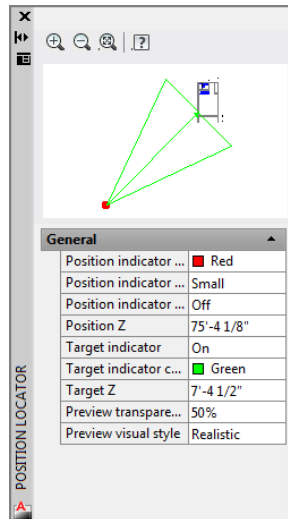 General
Position indicator ... Red
Position indicator ... Small
Position indicator ... Off
Position Z 75'-4 1/8"
Target indicator On
Target indicator c... Green
Target Z 7'-4 1/2"
Preview transpare... 50%
Preview visual style Realistic
POSITION LOCATOR